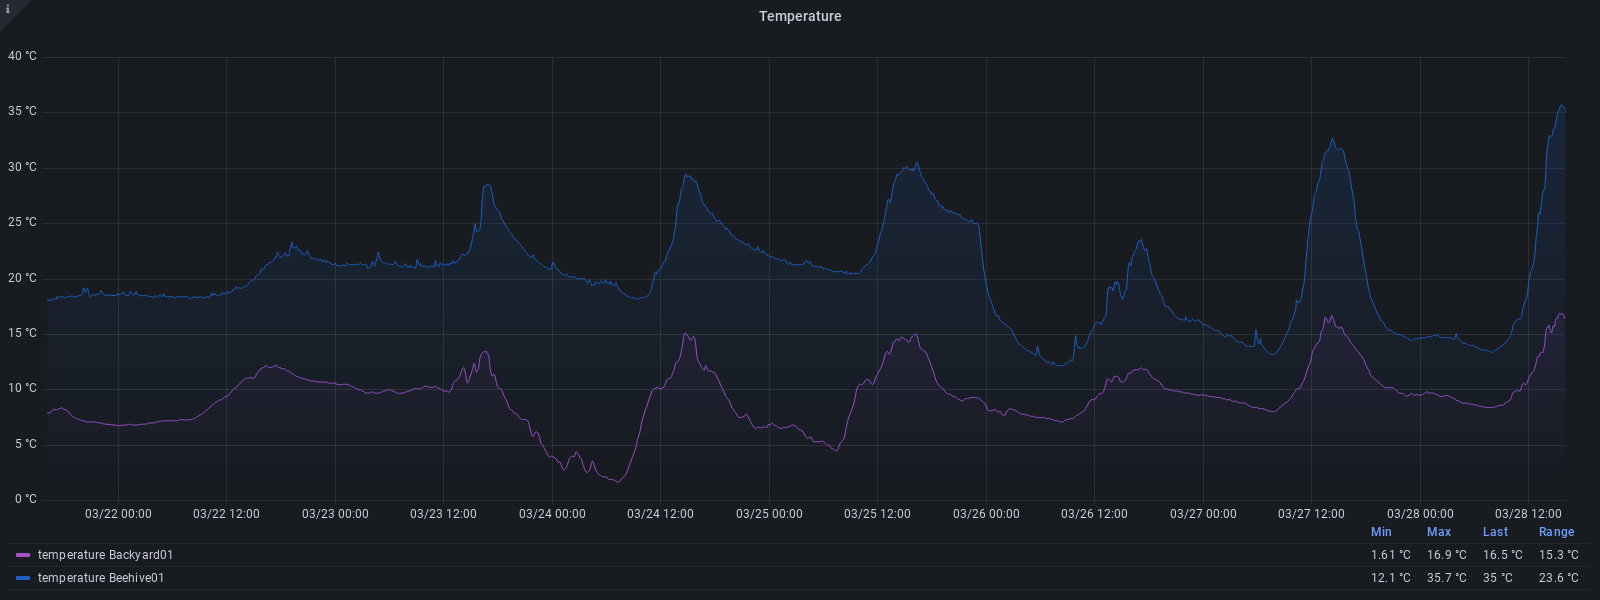 i
Temperature
40 °C
35 °C
30 °C
25 °C
20 °C
15 °C
10 °C
5 °C
0 °C
03/22 00:00 03/22 12:00 03/23 00:00 03/23 12:00 03/24 00:00 03/24 12:00 03/25 00:00 03/25 12:00 03/26 00:00 03/26 12:00 03/27 00:00 03/27 12:00 03/28 00:00 03/28 12:00
Min Max Last Range
temperature Backyard01 1.61 °C 16.9 °C 16.5 °C 15.3 °C
temperature Beehive01 12.1 °C 35.7 °C 35 °C 23.6 °C